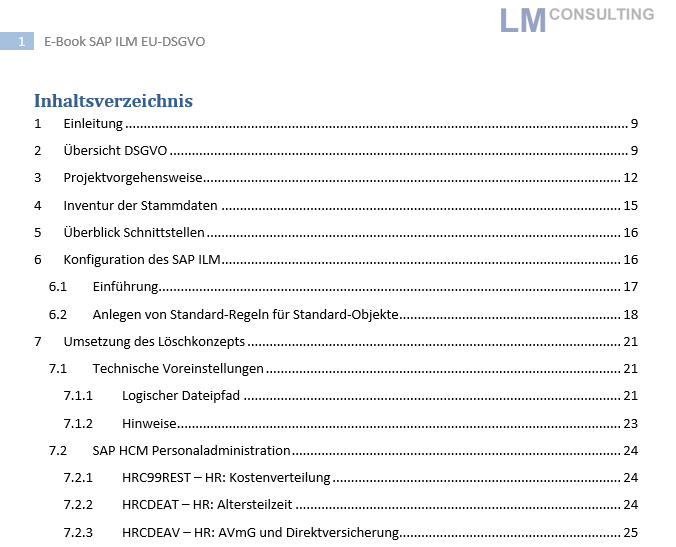 LM CONSULTING
1 E-Book SAP ILM EU-DSGVO
Inhaltsverzeichnis
1 Einleitung 9
2 Übersicht DSGVO 9
3 Projektvorgehensweise 12
4 Inventur der Stammdaten 15
5 Überblick Schnittstellen 16
6 Konfiguration des SAP ILM 16
6.1 Einführung 17
6.2 Anlegen von Standard-Regeln für Standard-Objekte 18
7 Umsetzung des Löschkonzepts 21
7.1 Technische Voreinstellungen 21
7.1.1 Logischer Dateipfad 21
7.1.2 Hinweise 23
7.2 SAP HCM Personaladministration 24
7.2.1 HRC99REST – HR: Kostenverteilung 24
7.2.2 HRCDEAT – HR: Altersteilzeit 24
7.2.3 HRCDEAV – HR: AVmG und Direktversicherung 25